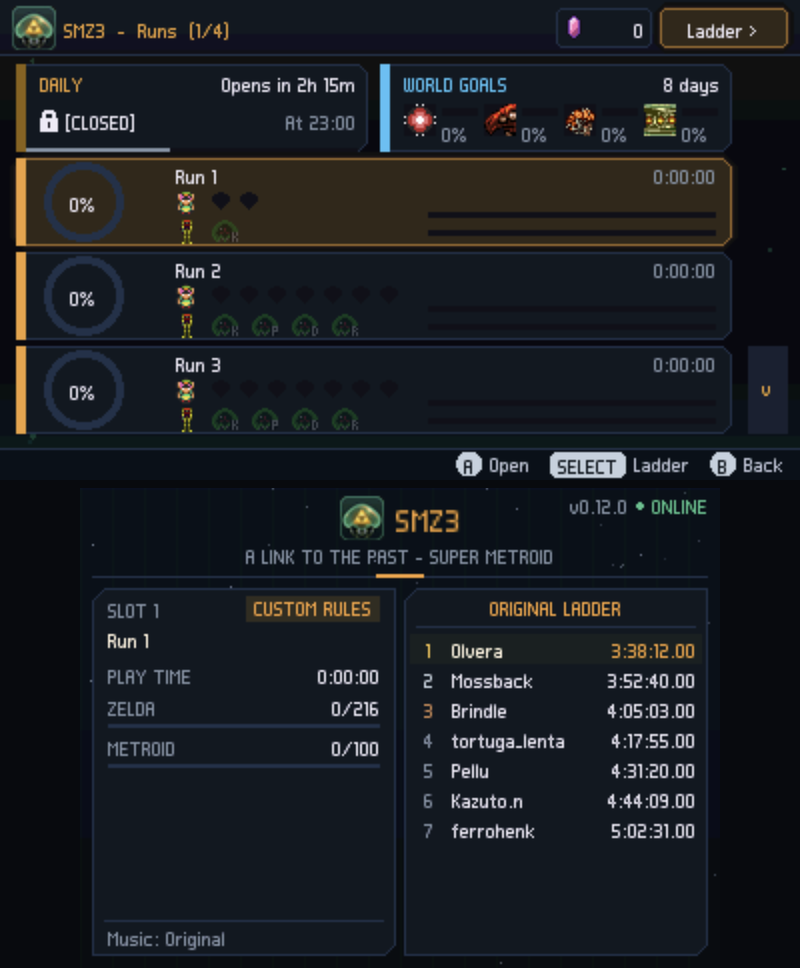 SMZ3 - Runs (1/4)
0
Ladder >
DAILY
Opens in 2h 15m
[CLOSED]
At 23:00
WORLD GOALS
8 days
0%
0%
0%
0%
0%
Run 1
0:00:00
R
0%
Run 2
0:00:00
K P D R
0%
Run 3
0:00:00
K P D R
v
A Open
SELECT Ladder
B Back
SMZ3
v0.12.0 • ONLINE
A LINK TO THE PAST - SUPER METROID
SLOT 1
CUSTOM RULES
Run 1
PLAY TIME 0:00:00
ZELDA 0/216
METROID 0/100
Music: Original
ORIGINAL LADDER
1 Olvera 3:38:12.00
2 Mossback 3:52:40.00
3 Brindle 4:05:03.00
4 tortuga_lenta 4:17:55.00
5 Pellu 4:31:20.00
6 Kazuto.n 4:44:09.00
7 ferrohenk 5:02:31.00